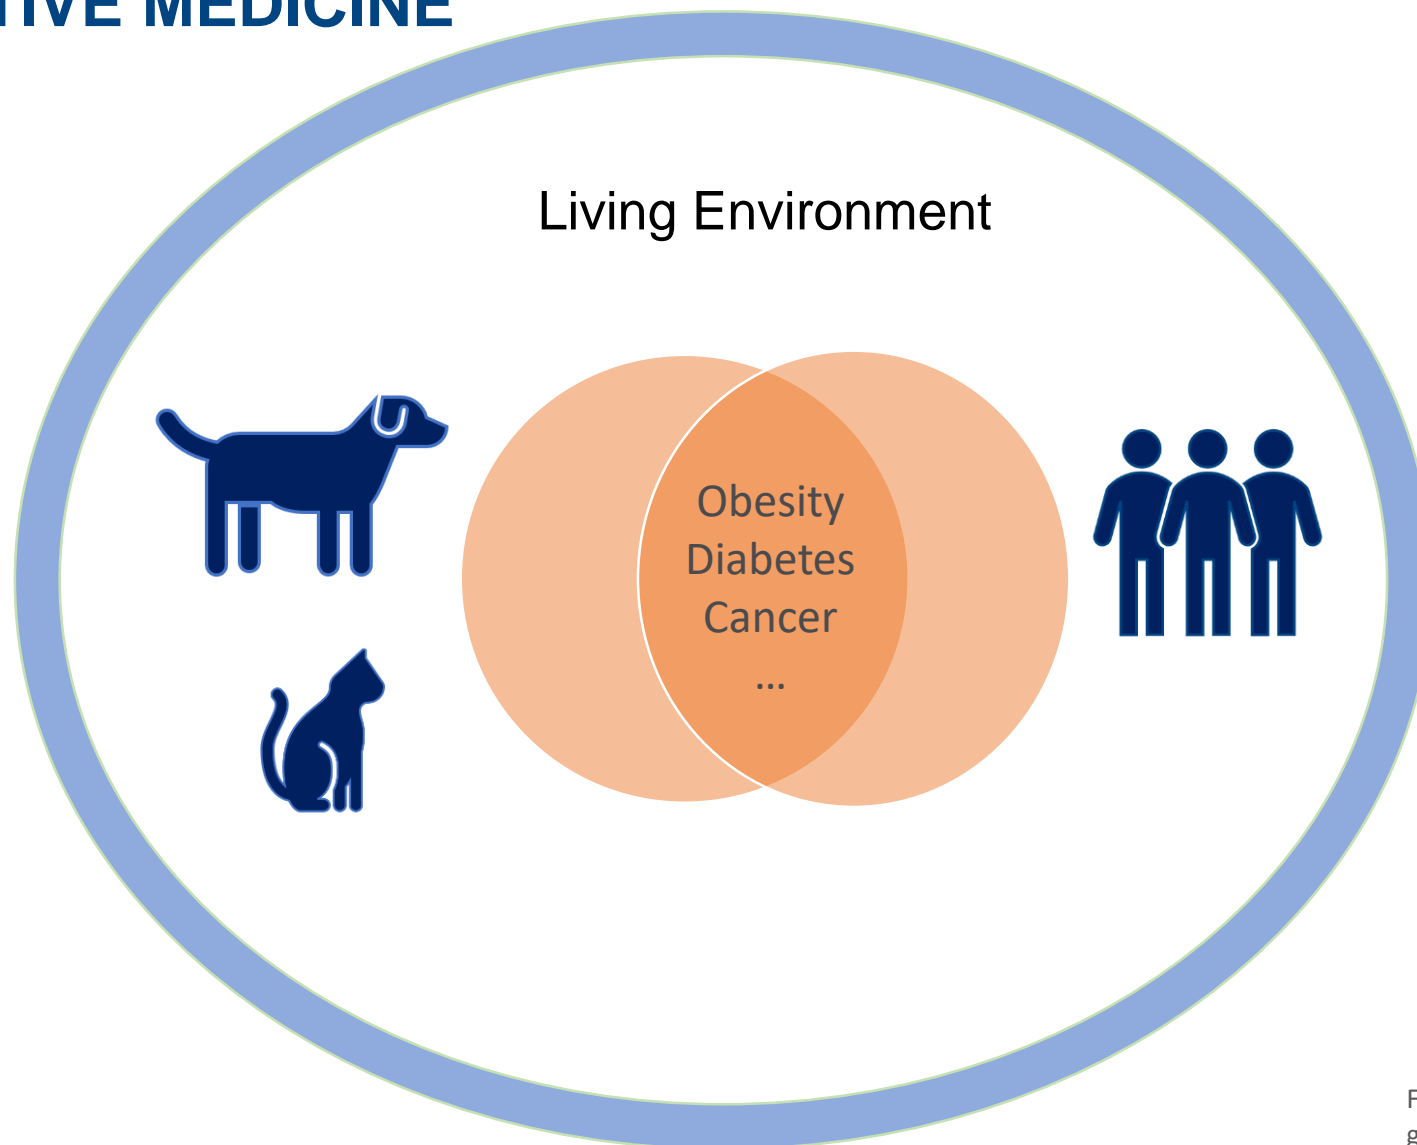 TIVE MEDICINE
Living Environment
Obesity
Diabetes
Cancer
...
F
g